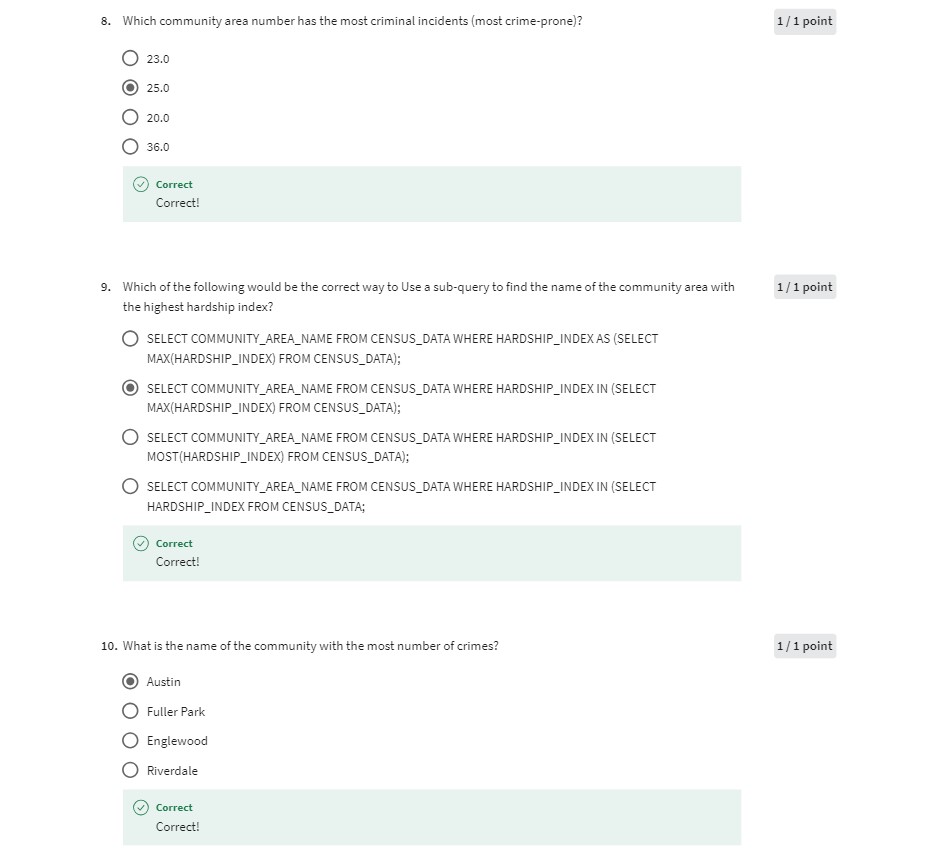 8. Which community area number has the most criminal incidents (most crime-prone)? 1 / 1 point
23.0
25.0
20.0
36.0
Correct
Correct!
9. Which of the following would be the correct way to Use a sub-query to find the name of the community area with 1 / 1 point
the highest hardship index?
SELECT COMMUNITY_AREA_NAME FROM CENSUS_DATA WHERE HARDSHIP_INDEX AS (SELECT
MAX(HARDSHIP_INDEX) FROM CENSUS_DATA);
SELECT COMMUNITY_AREA_NAME FROM CENSUS_DATA WHERE HARDSHIP_INDEX IN (SELECT
MAX(HARDSHIP_INDEX) FROM CENSUS_DATA);
SELECT COMMUNITY_AREA_NAME FROM CENSUS_DATA WHERE HARDSHIP_INDEX IN (SELECT
MOST(HARDSHIP_INDEX) FROM CENSUS_DATA);
SELECT COMMUNITY_AREA_NAME FROM CENSUS_DATA WHERE HARDSHIP_INDEX IN (SELECT
HARDSHIP_INDEX FROM CENSUS_DATA;
Correct
Correct!
10. What is the name of the community with the most number of crimes? 1 / 1 point
Austin
Fuller Park
Englewood
Riverdale
Correct
Correct!